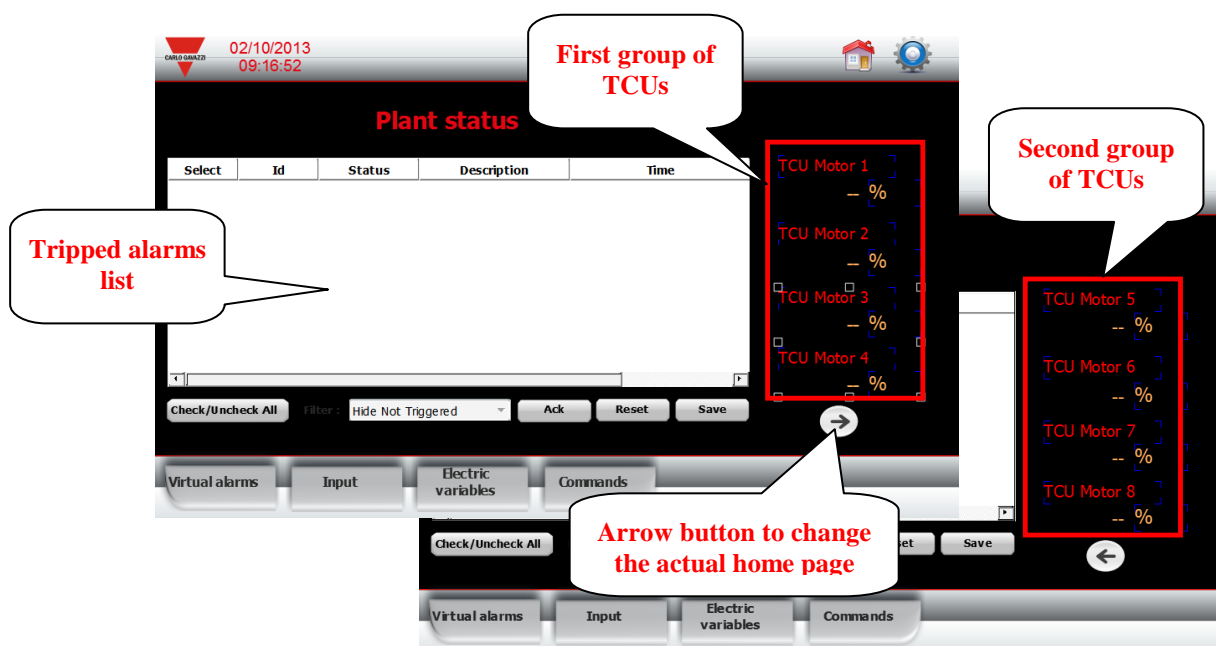 CARLO GAVAZZI
02/10/2013
09:16:52
First group of
TCUs
Plant status
Second group
of TCUs
Select Id Status Description Time
TCU Motor 1
-- %
TCU Motor 2
-- %
TCU Motor 3
-- %
TCU Motor 4
-- %
Tripped alarms
list
TCU Motor 5
-- %
TCU Motor 6
-- %
TCU Motor 7
-- %
TCU Motor 8
-- %
Check/Uncheck All Filter : Hide Not Triggered Ack Reset Save
Virtual alarms Input Electric
variables Commands
Arrow button to change
the actual home page
Check/Uncheck All Save
Virtual alarms Input Electric
variables Commands